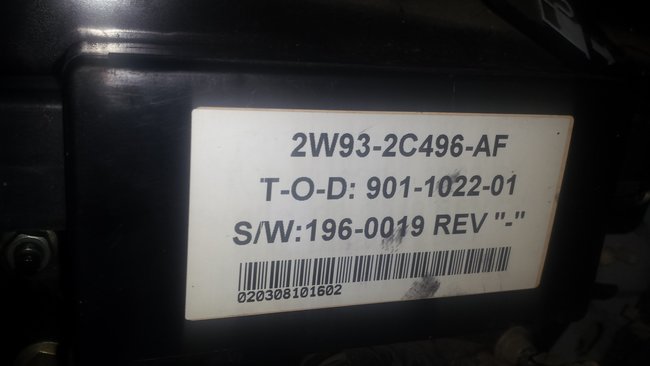 2W93-2C496-AF
T-O-D: 901-1022-01
S/W:196-0019 REV "-"
020308101602